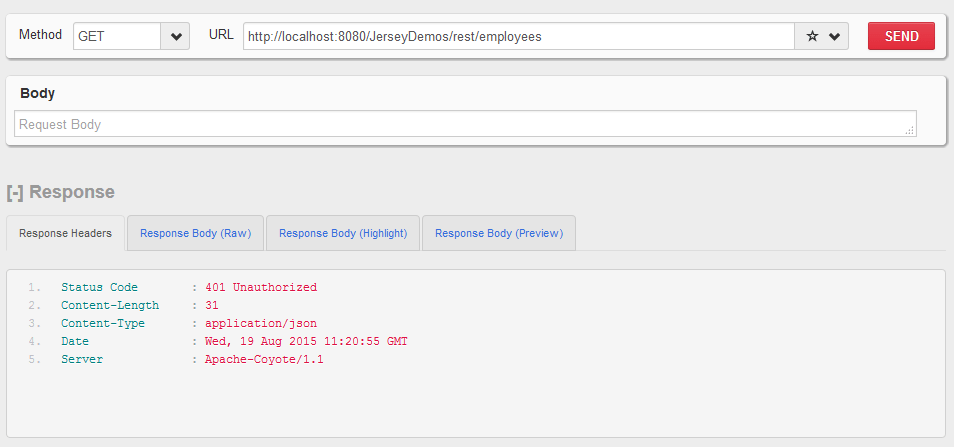 Method GET URL http://localhost:8080/JerseyDemos/rest/employees SEND
Body
Request Body
[-] Response
Response Headers Response Body (Raw) Response Body (Highlight) Response Body (Preview)
1. Status Code : 401 Unauthorized
2. Content-Length : 31
3. Content-Type : application/json
4. Date : Wed, 19 Aug 2015 11:20:55 GMT
5. Server : Apache-Coyote/1.1